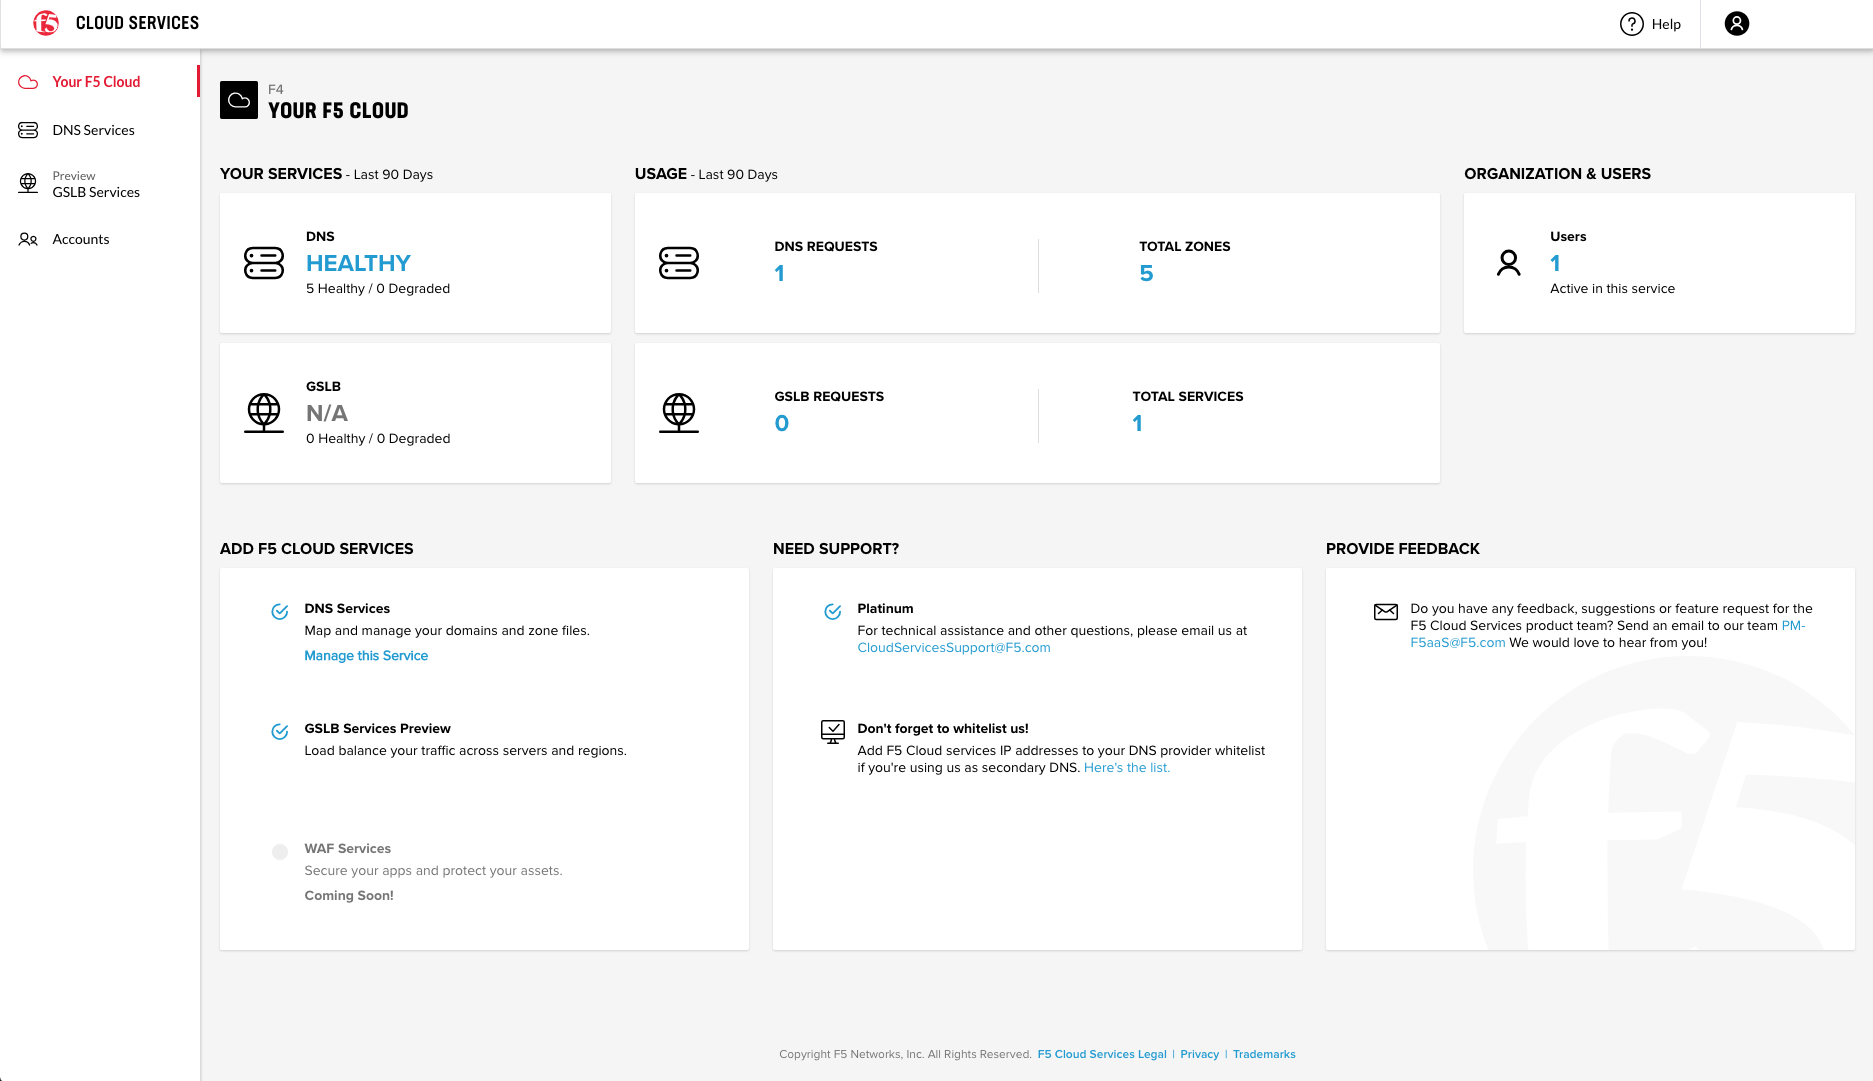 f5 CLOUD SERVICES
? Help
Your F5 Cloud
DNS Services
Preview
GSLB Services
Accounts
F4
YOUR F5 CLOUD
YOUR SERVICES - Last 90 Days
DNS
HEALTHY
5 Healthy / 0 Degraded
GSLB
N/A
0 Healthy / 0 Degraded
USAGE - Last 90 Days
DNS REQUESTS
1
TOTAL ZONES
5
GSLB REQUESTS
0
TOTAL SERVICES
1
ORGANIZATION & USERS
Users
1
Active in this service
ADD F5 CLOUD SERVICES
DNS Services
Map and manage your domains and zone files.
Manage this Service
GSLB Services Preview
Load balance your traffic across servers and regions.
WAF Services
Secure your apps and protect your assets.
Coming Soon!
NEED SUPPORT?
Platinum
For technical assistance and other questions, please email us at
CloudServicesSupport@F5.com
Don't forget to whitelist us!
Add F5 Cloud services IP addresses to your DNS provider whitelist
if you're using us as secondary DNS. Here's the list.
PROVIDE FEEDBACK
Do you have any feedback, suggestions or feature request for the
F5 Cloud Services product team? Send an email to our team PM-
F5aaS@F5.com We would love to hear from you!
f5
Copyright F5 Networks, Inc. All Rights Reserved. F5 Cloud Services Legal | Privacy | Trademarks